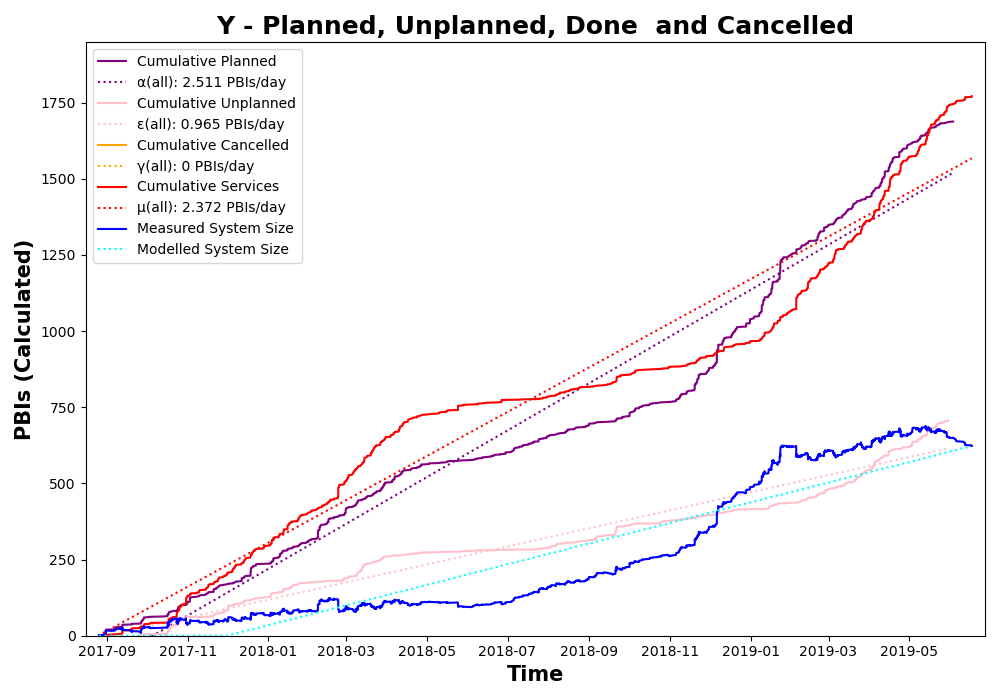 Y - Planned, Unplanned, Done  and Cancelled
Cumulative Planned
α(all): 2.511 PBIs/day
Cumulative Unplanned
ε(all): 0.965 PBIs/day
Cumulative Cancelled
γ(all): 0 PBIs/day
Cumulative Services
μ(all): 2.372 PBIs/day
Measured System Size
Modelled System Size
PBIs (Calculated)
1750
1500
1250
1000
750
500
250
0
2017-09 2017-11 2018-01 2018-03 2018-05 2018-07 2018-09 2018-11 2019-01 2019-03 2019-05
Time